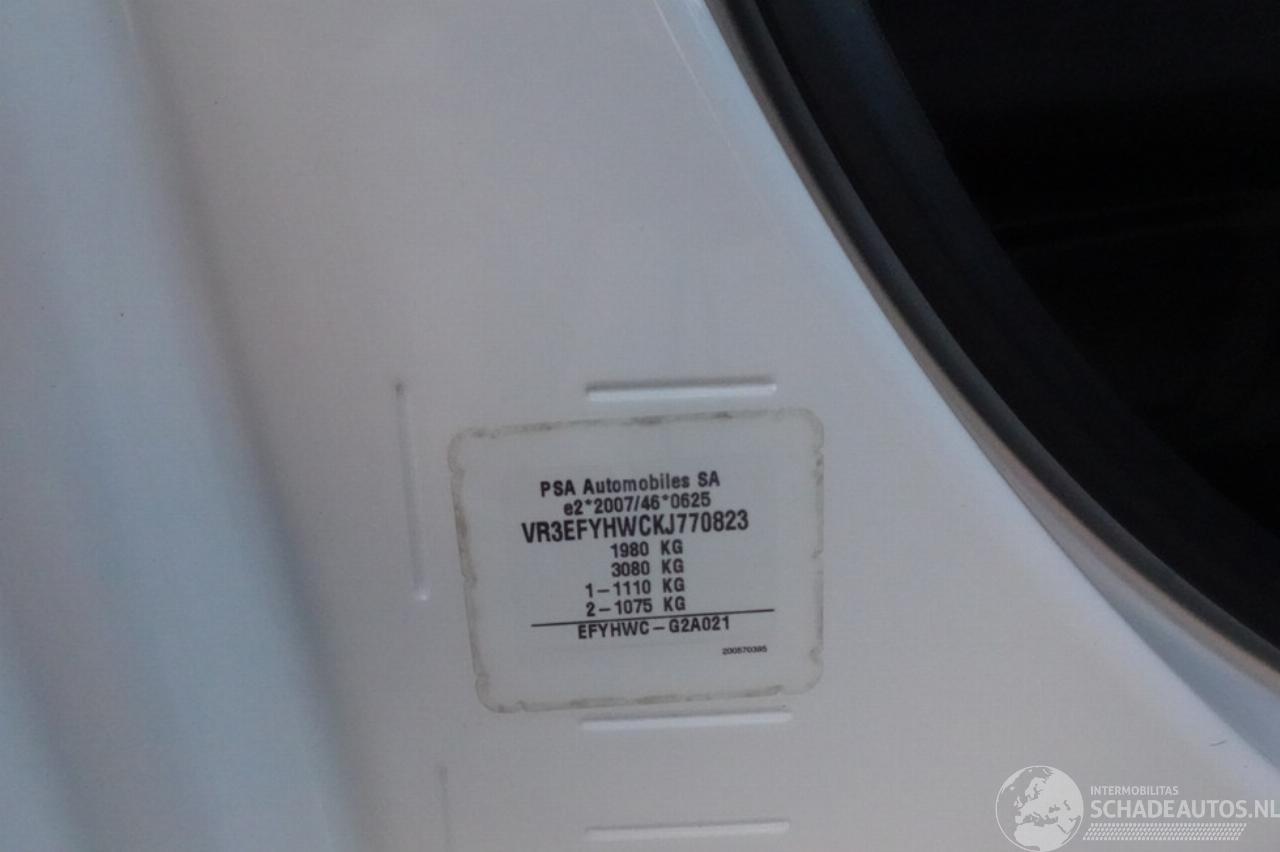 PSA Automobiles SA
e2*2007/46*0625
VR3EFYHWCKJ770823
1980 KG
3080 KG
1-1110 KG
2-1075 KG
EFYHWC-G2A021
200570395
INTERMOBILITAS
SCHADEAUTOS.NL